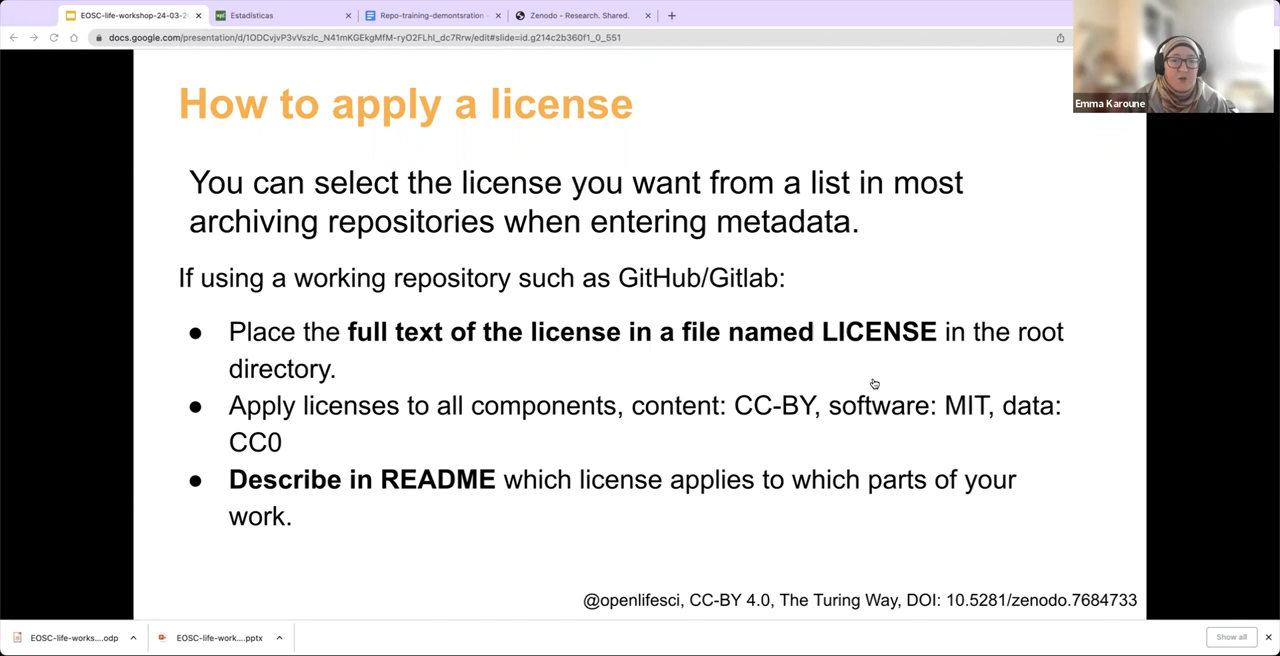 EOSC-life-workshop-24-03-2
Estadísticas
Repo-training-demontsration
Zenodo - Research. Shared.
docs.google.com/presentation/d/1ODCvjvP3vVszlc_N41mKGEkgMfM-ryO2FLhI_dc7Rrw/edit#slide=id.g214c2b360f1_0_551
Emma Karoune
How to apply a license
You can select the license you want from a list in most
archiving repositories when entering metadata.
If using a working repository such as GitHub/Gitlab:
● Place the full text of the license in a file named LICENSE in the root
directory.
● Apply licenses to all components, content: CC-BY, software: MIT, data:
CC0
● Describe in README which license applies to which parts of your
work.
@openlifesci, CC-BY 4.0, The Turing Way, DOI: 10.5281/zenodo.7684733
EOSC-life-works....odp
EOSC-life-work....pptx
Show all